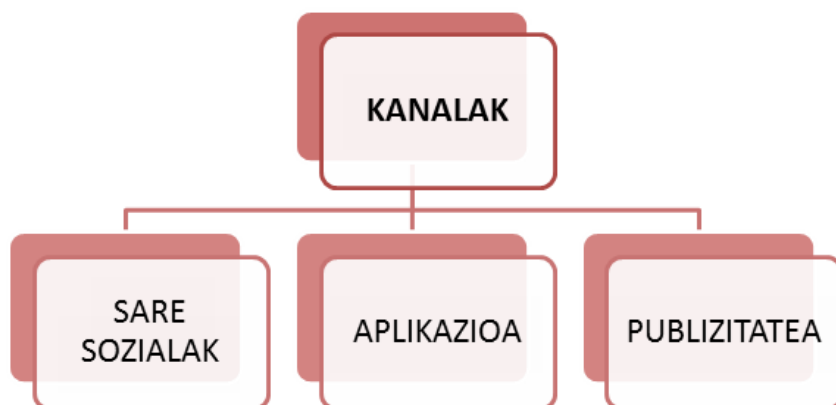 KANALAK
SARE
SOZIALAK
APLIKAZIOA
PUBLIZITATEA